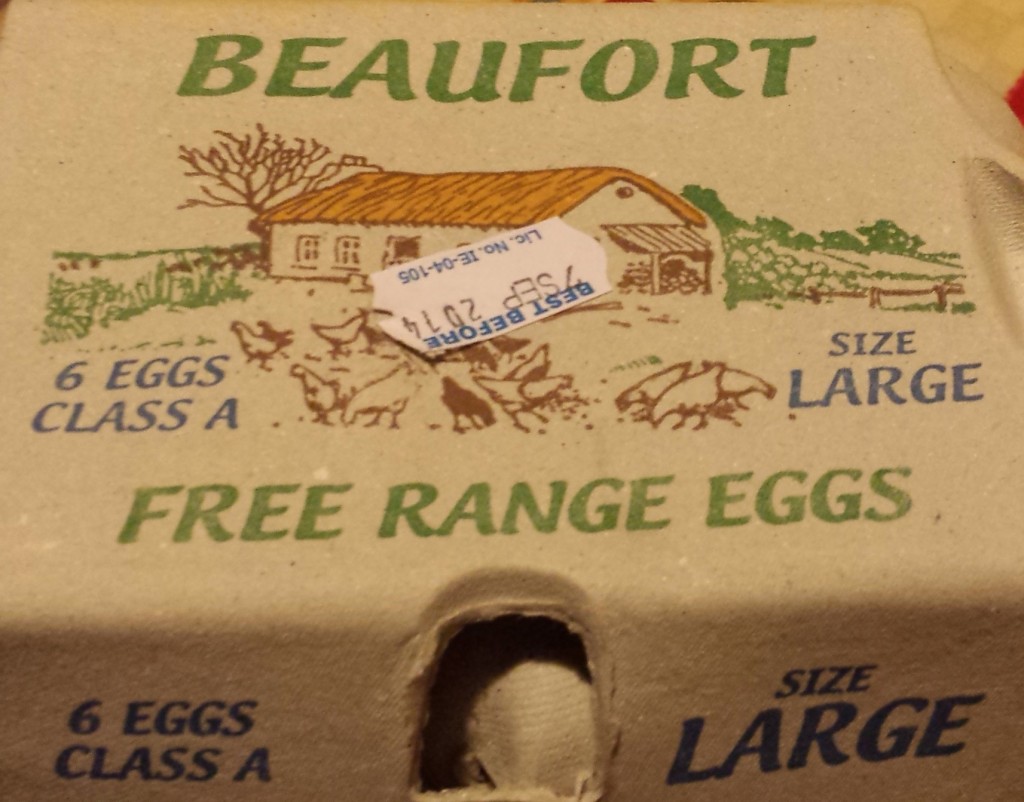 BEAUFORT
BEST BEFORE
7 SEP 2014
Lic. No. IE-04-105
6 EGGS
CLASS A
SIZE
LARGE
FREE RANGE EGGS
6 EGGS
CLASS A
SIZE
LARGE